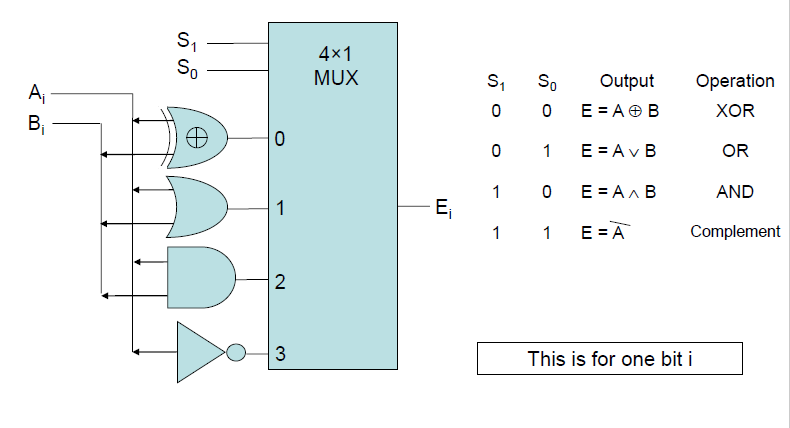 S1
S0
Ai
Bi
4×1
MUX
⊕
0
1
2
3
Ei
S1 S0 Output Operation
0 0 E = A ⊕ B XOR
0 1 E = A ∨ B OR
1 0 E = A ∧ B AND
1 1 E = A̅ Complement
This is for one bit i